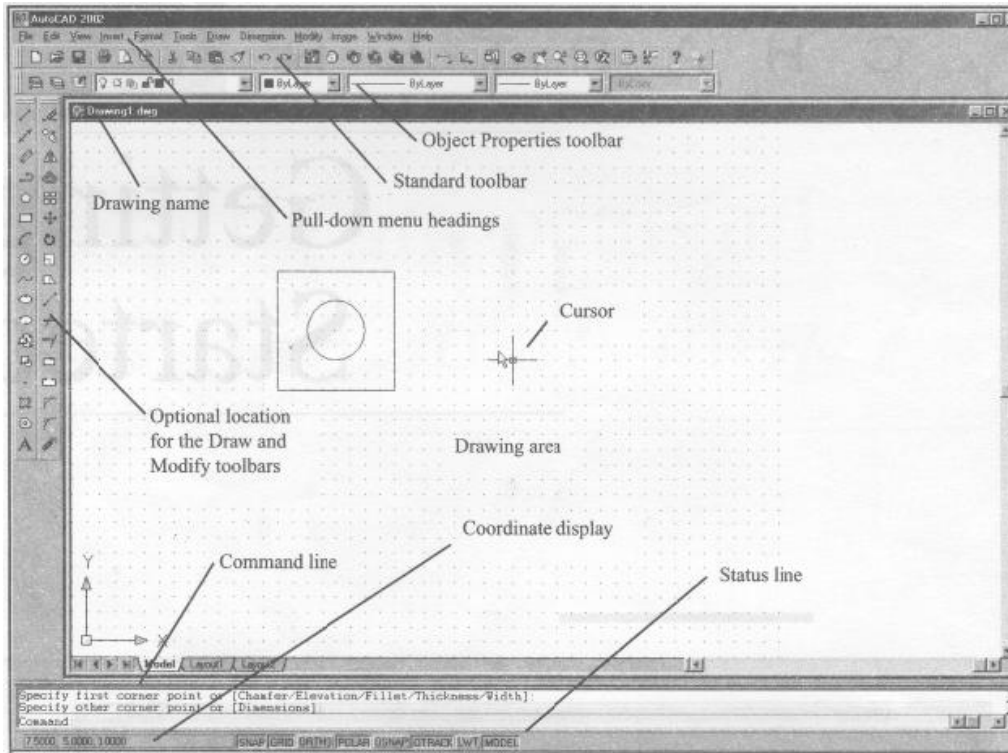 AutoCAD 2002
File Edit View Insert Format Tools Draw Dimension Modify Image Window Help
ByLayer ByLayer ByLayer ByColor
Drawing1.dwg
Object Properties toolbar
Standard toolbar
Drawing name
Pull-down menu headings
Cursor
Optional location
for the Draw and
Modify toolbars
Drawing area
Coordinate display
Command line
Status line
Y
X
Model Layout1 Layout2
Specify first corner point or [Chamfer/Elevation/Fillet/Thickness/Width]:
Specify other corner point or [Dimensions]
Command
7.5000, 5.0000, 1.0000 SNAP GRID ORTHO POLAR OSNAP OTRACK LWT MODEL